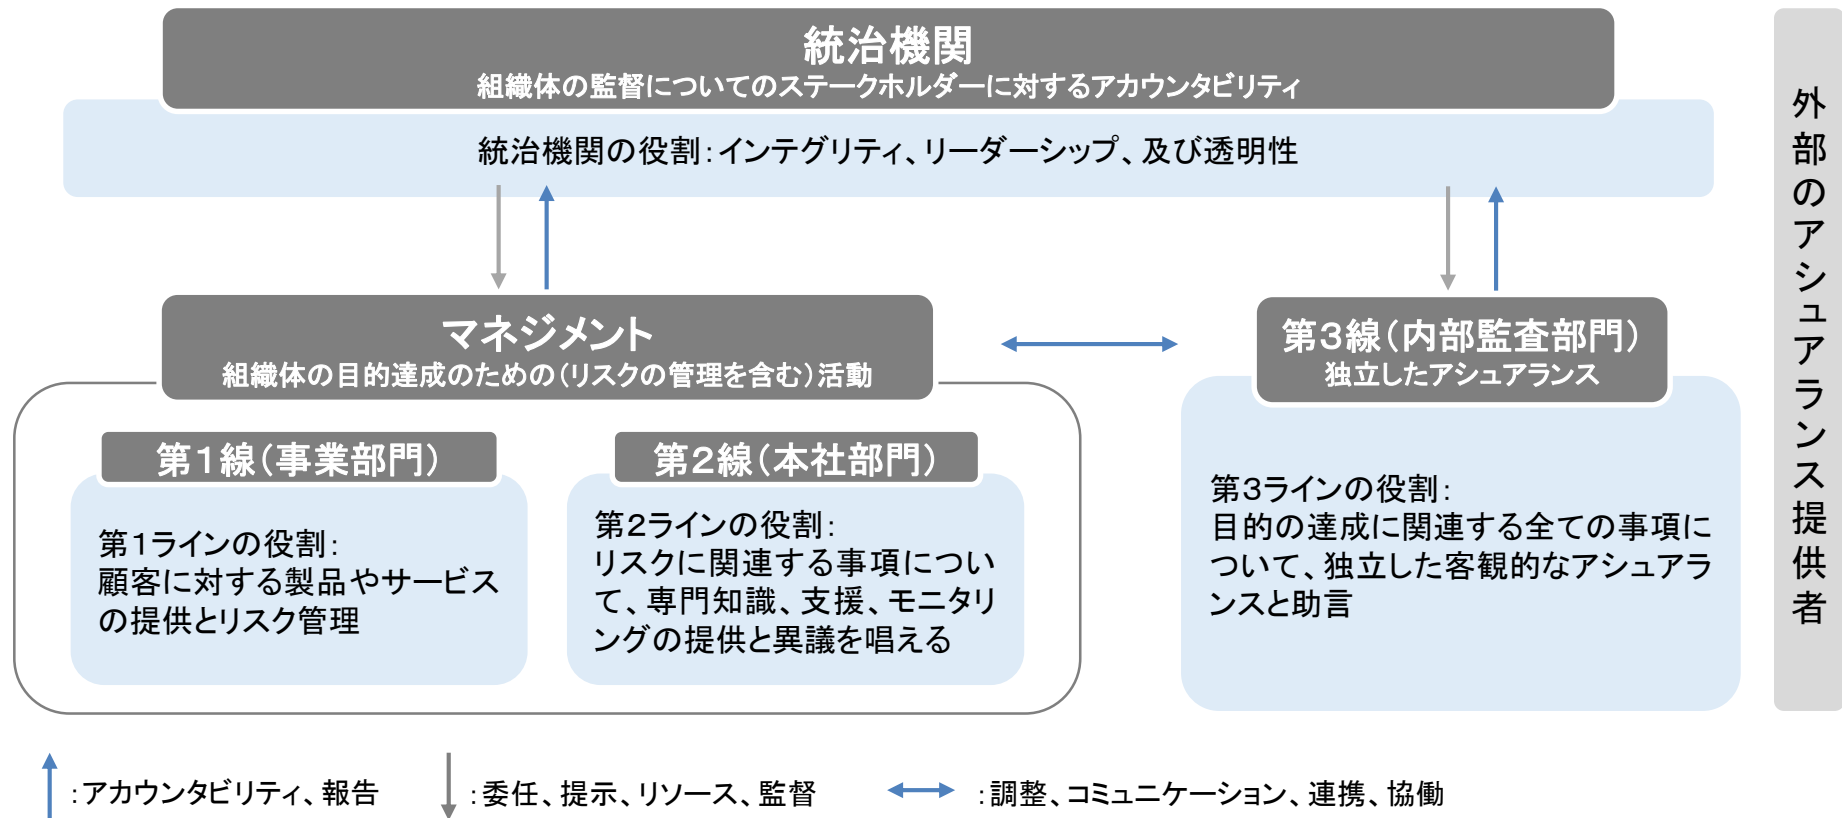 統治機関
組織体の監督についてのステークホルダーに対するアカウンタビリティ
統治機関の役割：インテグリティ、リーダーシップ、及び透明性
マネジメント
組織体の目的達成のための（リスクの管理を含む）活動
第１線（事業部門）
第１ラインの役割：
顧客に対する製品やサービス
の提供とリスク管理
第２線（本社部門）
第２ラインの役割：
リスクに関連する事項につい
て、専門知識、支援、モニタリ
ングの提供と異議を唱える
第３線（内部監査部門）
独立したアシュアランス
第３ラインの役割：
目的の達成に関連する全ての事項に
ついて、独立した客観的なアシュアラ
ンスと助言
外部のアシュアランス提供者
：アカウンタビリティ、報告
：委任、提示、リソース、監督
：調整、コミュニケーション、連携、協働